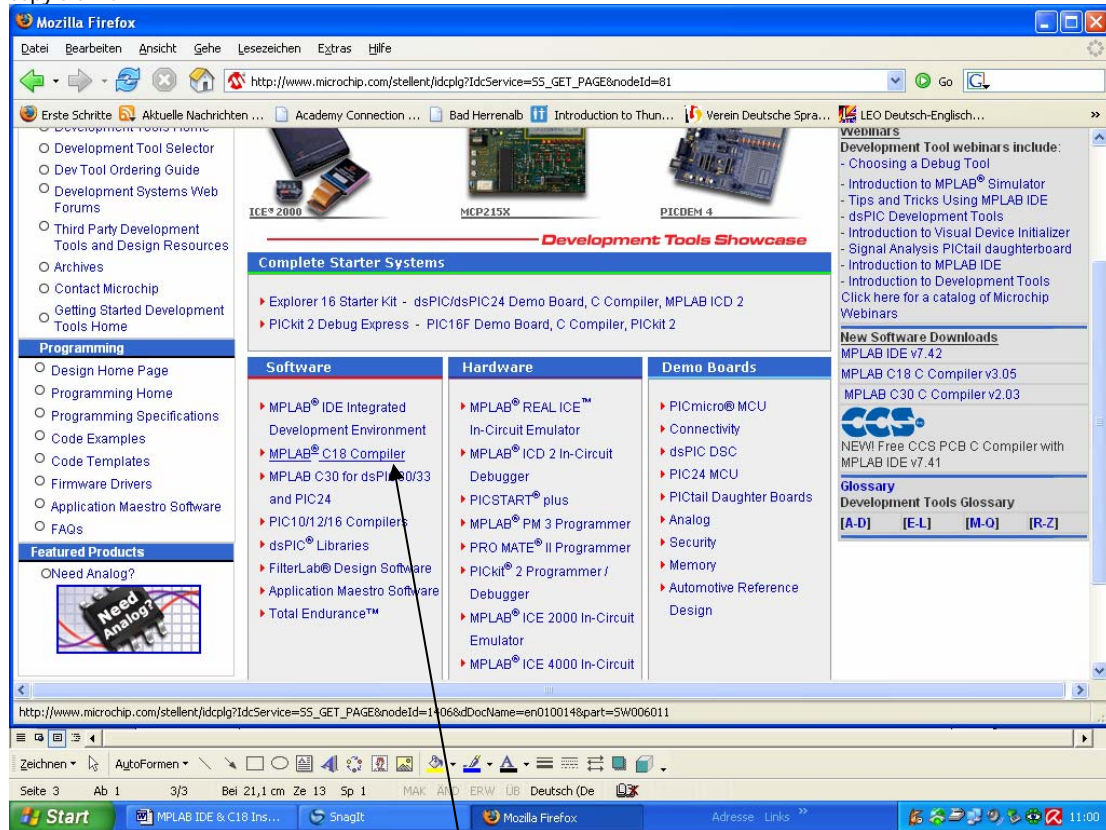 Mozilla Firefox
Datei Bearbeiten Ansicht Gehe Lesezeichen Extras Hilfe
http://www.microchip.com/stellent/idcplg?IdcService=SS_GET_PAGE&nodeId=81
Go
Erste Schritte Aktuelle Nachrichten ... Academy Connection ... Bad Herrenalb Introduction to Thun... Verein Deutsche Spra... LEO Deutsch-Englisch... »
Development Tools Home
Development Tool Selector
Dev Tool Ordering Guide
Development Systems Web
Forums
Third Party Development
Tools and Design Resources
Archives
Contact Microchip
Getting Started Development
Tools Home
Programming
Design Home Page
Programming Home
Programming Specifications
Code Examples
Code Templates
Firmware Drivers
Application Maestro Software
FAQs
Featured Products
Need Analog?
Need
Analog?
ICE® 2000
MCP215X
PICDEM 4
Development Tools Showcase
Complete Starter Systems
Explorer 16 Starter Kit - dsPIC/dsPIC24 Demo Board, C Compiler, MPLAB ICD 2
PICkit 2 Debug Express - PIC16F Demo Board, C Compiler, PICkit 2
Software
MPLAB® IDE Integrated
Development Environment
MPLAB® C18 Compiler
MPLAB C30 for dsPIC30/33
and PIC24
PIC10/12/16 Compilers
dsPIC® Libraries
FilterLab® Design Software
Application Maestro Software
Total Endurance™
Hardware
MPLAB® REAL ICE™
In-Circuit Emulator
MPLAB® ICD 2 In-Circuit
Debugger
PICSTART® plus
MPLAB® PM 3 Programmer
PRO MATE® II Programmer
PICkit® 2 Programmer /
Debugger
MPLAB® ICE 2000 In-Circuit
Emulator
MPLAB® ICE 4000 In-Circuit
Demo Boards
PICmicro® MCU
Connectivity
dsPIC DSC
PIC24 MCU
PICtail Daughter Boards
Analog
Security
Memory
Automotive Reference
Design
Webinars
Development Tool webinars include:
- Choosing a Debug Tool
- Introduction to MPLAB® Simulator
- Tips and Tricks Using MPLAB IDE
- dsPIC Development Tools
- Introduction to Visual Device Initializer
- Signal Analysis PICtail daughterboard
- Introduction to MPLAB IDE
- Introduction to Development Tools
Click here for a catalog of Microchip
Webinars
New Software Downloads
MPLAB IDE v7.42
MPLAB C18 C Compiler v3.05
MPLAB C30 C Compiler v2.03
CCS
NEW! Free CCS PCB C Compiler with
MPLAB IDE v7.41
Glossary
Development Tools Glossary
[A-D] [E-L] [M-Q] [R-Z]
http://www.microchip.com/stellent/idcplg?IdcService=SS_GET_PAGE&nodeId=1406&dDocName=en010014&part=SW006011
Zeichnen AutoFormen
Seite 3 Ab 1 3/3 Bei 21,1 cm Ze 13 Sp 1 MAK ÄND ERW ÜB Deutsch (De
Start MPLAB IDE & C18 Ins... SnagIt Mozilla Firefox Adresse Links » 11:00